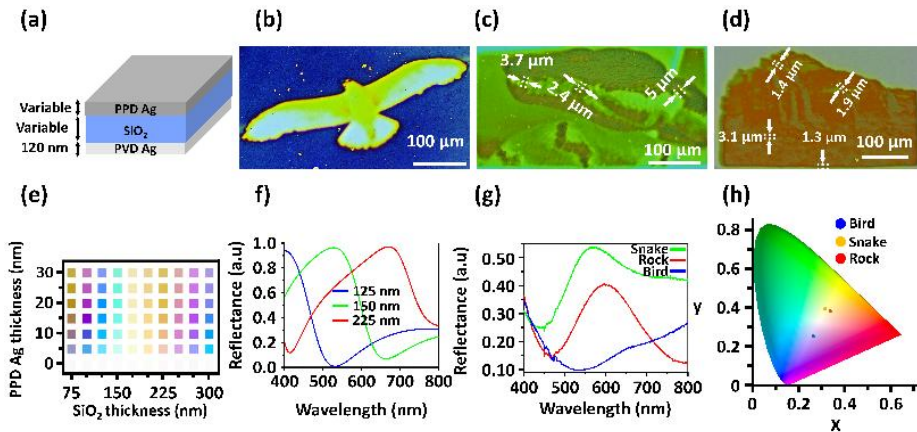 (a)
(b)
(c)
(d)
Variable
PPD Ag
Variable
SiO₂
120 nm
PVD Ag
100 µm
3.7 µm
2.4 µm
5 µm
100 µm
1.4 µm
1.9 µm
3.1 µm
1.3 µm
100 µm
(e)
f)
(g)
(h)
PPD Ag thickness (nm)
30
20
10
0
75
150
225
300
SiO₂ thickness (nm)
Reflectance (a.u)
1.0
0.8
0.6
0.4
0.2
0.0
125 nm
150 nm
225 nm
400
500
600
700
800
Wavelength (nm)
Reflectance (a.u)
0.50
0.40
0.30
0.20
0.10
Snake
Rock
Bird
400
500
600
700
800
Wavelength (nm)
Bird
Snake
Rock
y
0.8
0.6
0.4
0.2
0
0
0.2
0.4
0.6
X